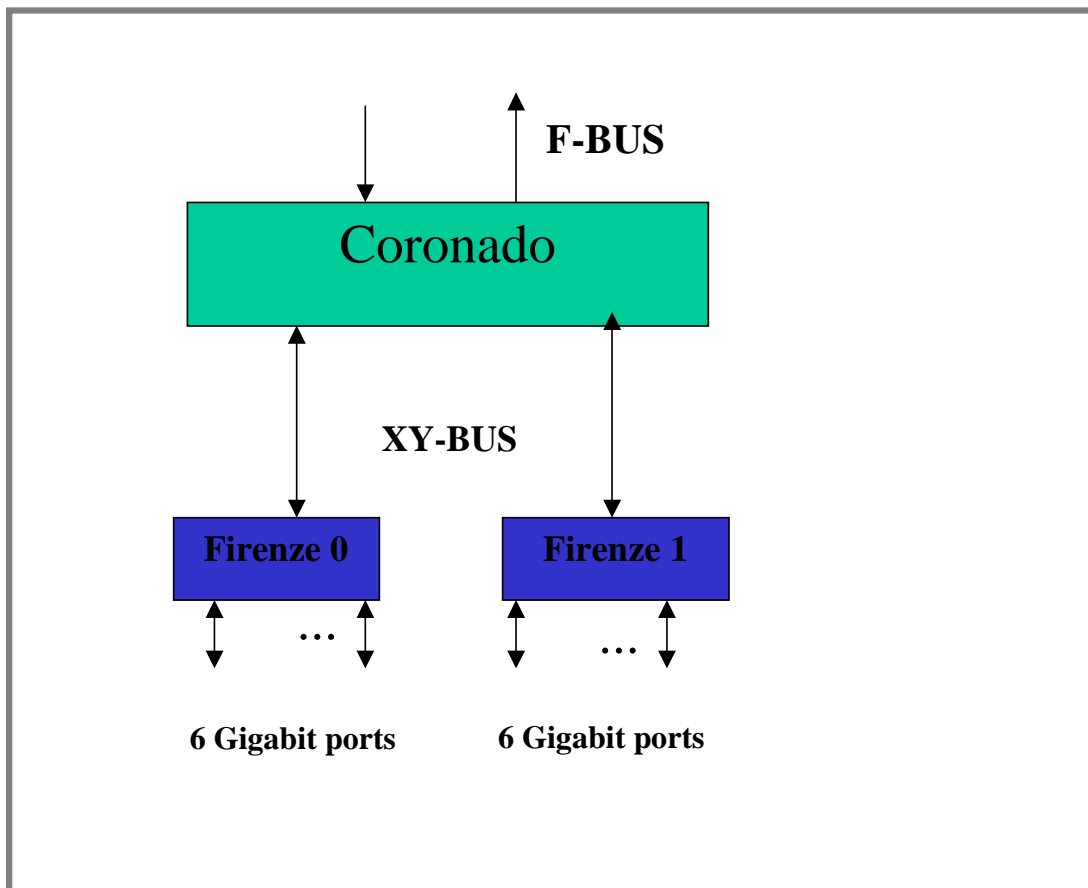 F-BUS
Coronado
XY-BUS
Firenze 0
Firenze 1
...
...
6 Gigabit ports
6 Gigabit ports